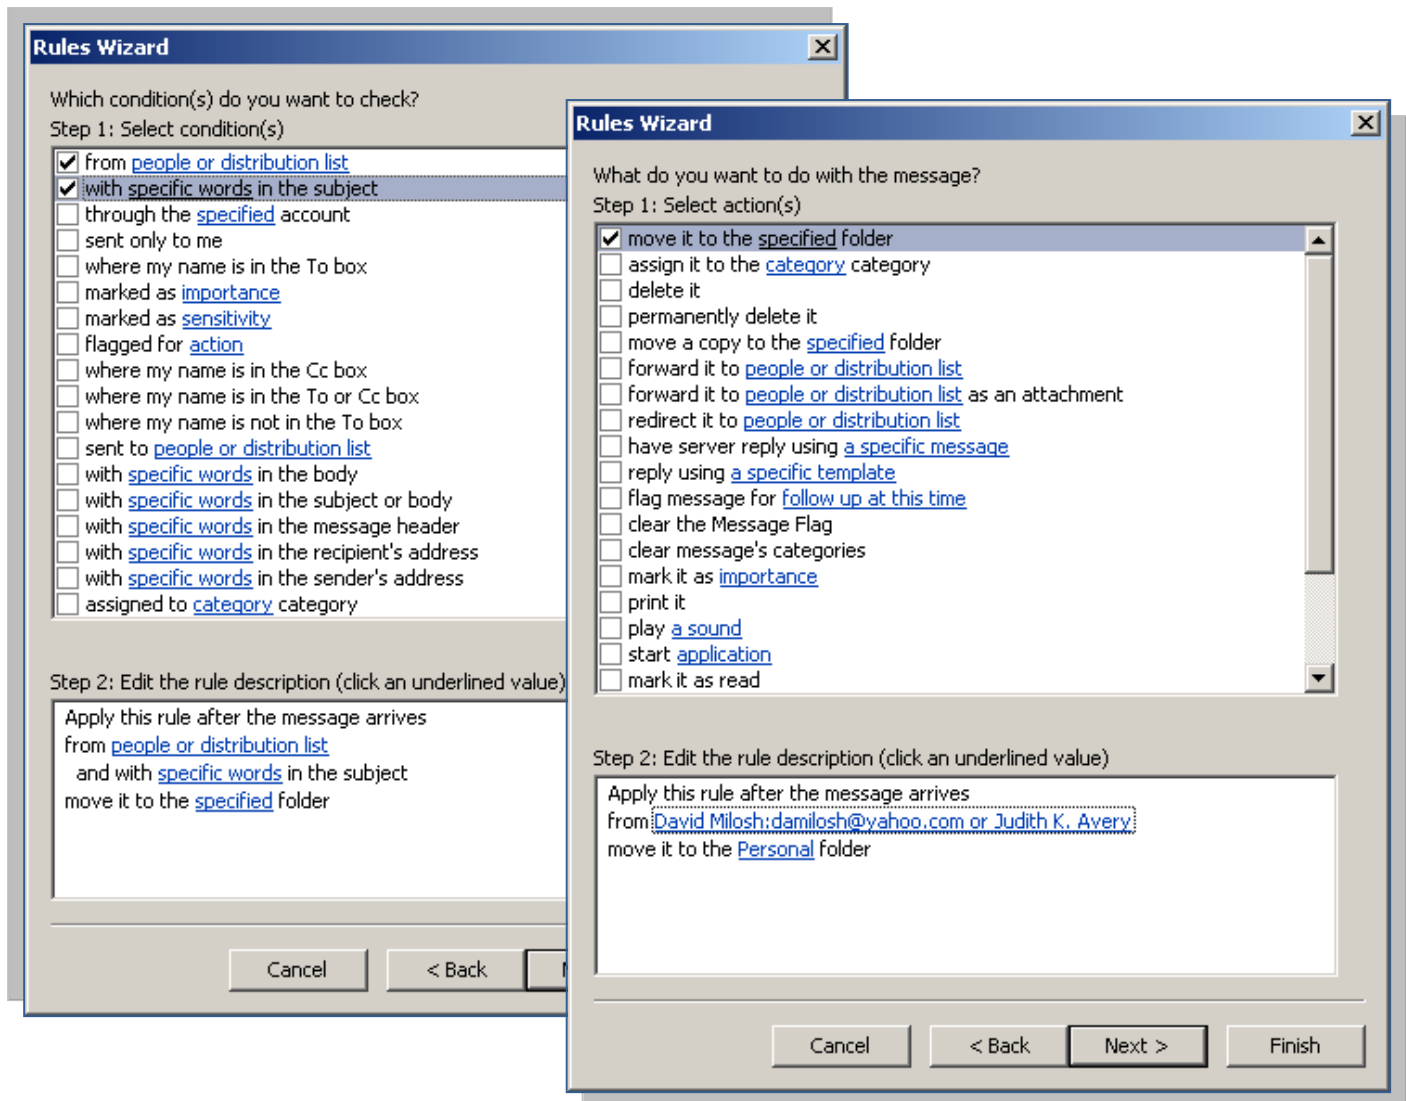 Rules Wizard
Which condition(s) do you want to check?
Step 1: Select condition(s)
from people or distribution list
with specific words in the subject
through the specified account
sent only to me
where my name is in the To box
marked as importance
marked as sensitivity
flagged for action
where my name is in the Cc box
where my name is in the To or Cc box
where my name is not in the To box
sent to people or distribution list
with specific words in the body
with specific words in the subject or body
with specific words in the message header
with specific words in the recipient's address
with specific words in the sender's address
assigned to category category
Step 2: Edit the rule description (click an underlined value)
Apply this rule after the message arrives
from people or distribution list
and with specific words in the subject
move it to the specified folder
Cancel
< Back
Rules Wizard
What do you want to do with the message?
Step 1: Select action(s)
move it to the specified folder
assign it to the category category
delete it
permanently delete it
move a copy to the specified folder
forward it to people or distribution list
forward it to people or distribution list as an attachment
redirect it to people or distribution list
have server reply using a specific message
reply using a specific template
flag message for follow up at this time
clear the Message Flag
clear message's categories
mark it as importance
print it
play a sound
start application
mark it as read
Step 2: Edit the rule description (click an underlined value)
Apply this rule after the message arrives
from David Milosh:damilosh@yahoo.com or Judith K. Avery
move it to the Personal folder
Cancel
< Back
Next >
Finish